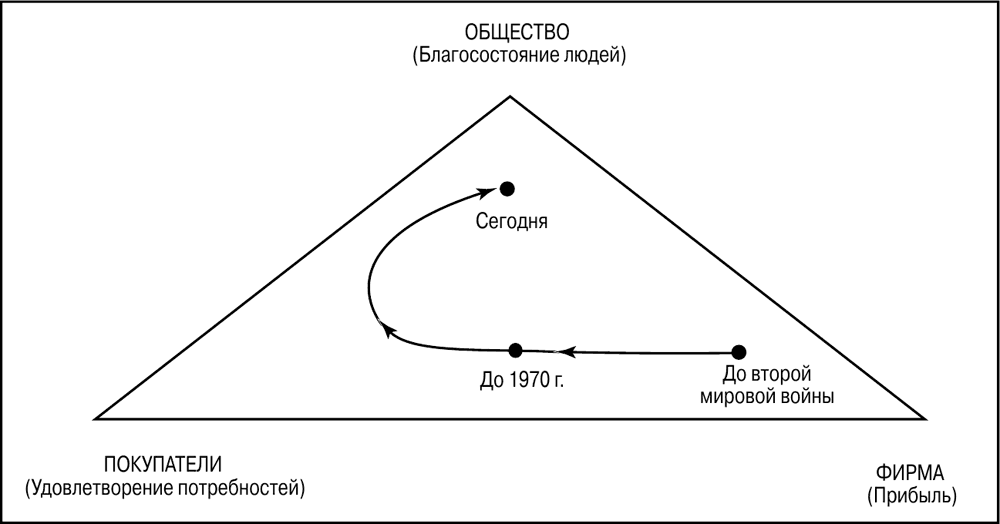 ОБЩЕСТВО
(Благосостояние людей)
Сегодня
До 1970 г.
До второй
мировой войны
ПОКУПАТЕЛИ
(Удовлетворение потребностей)
ФИРМА
(Прибыль)